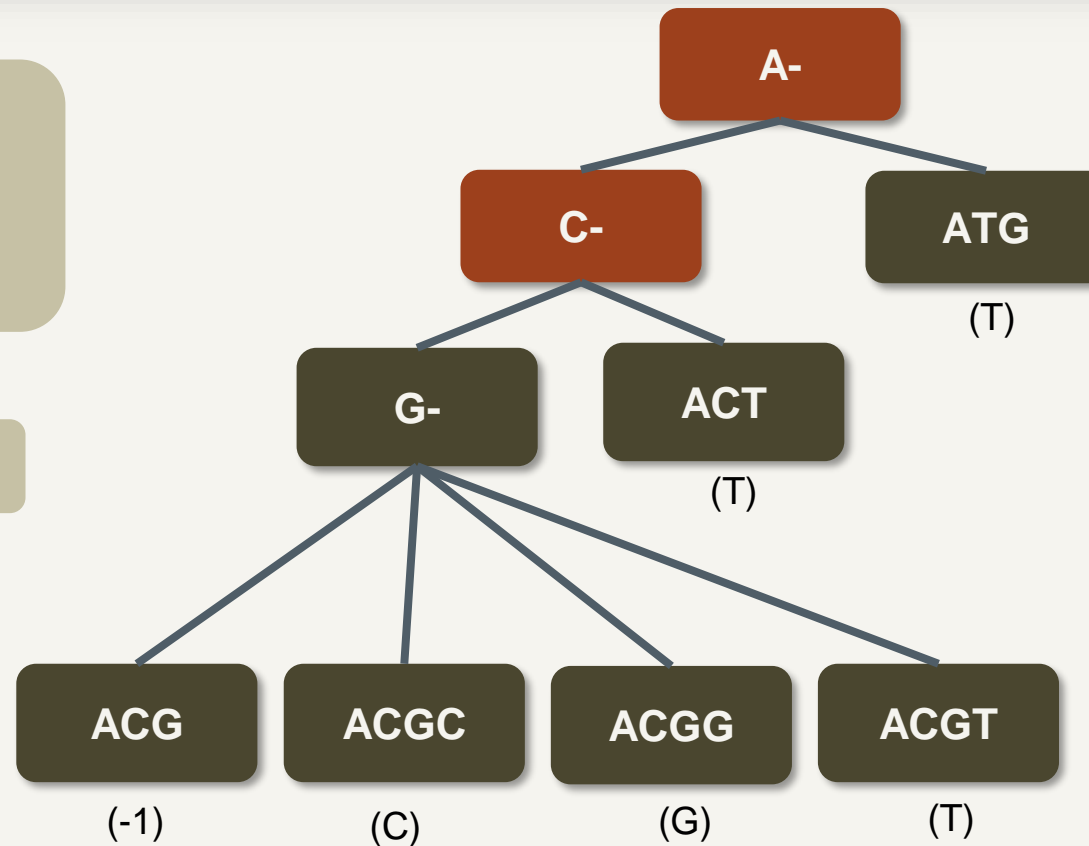 A-
C-
ATG
(T)
G-
ACT
(T)
ACG
ACGC
ACGG
ACGT
(-1)
(C)
(G)
(T)